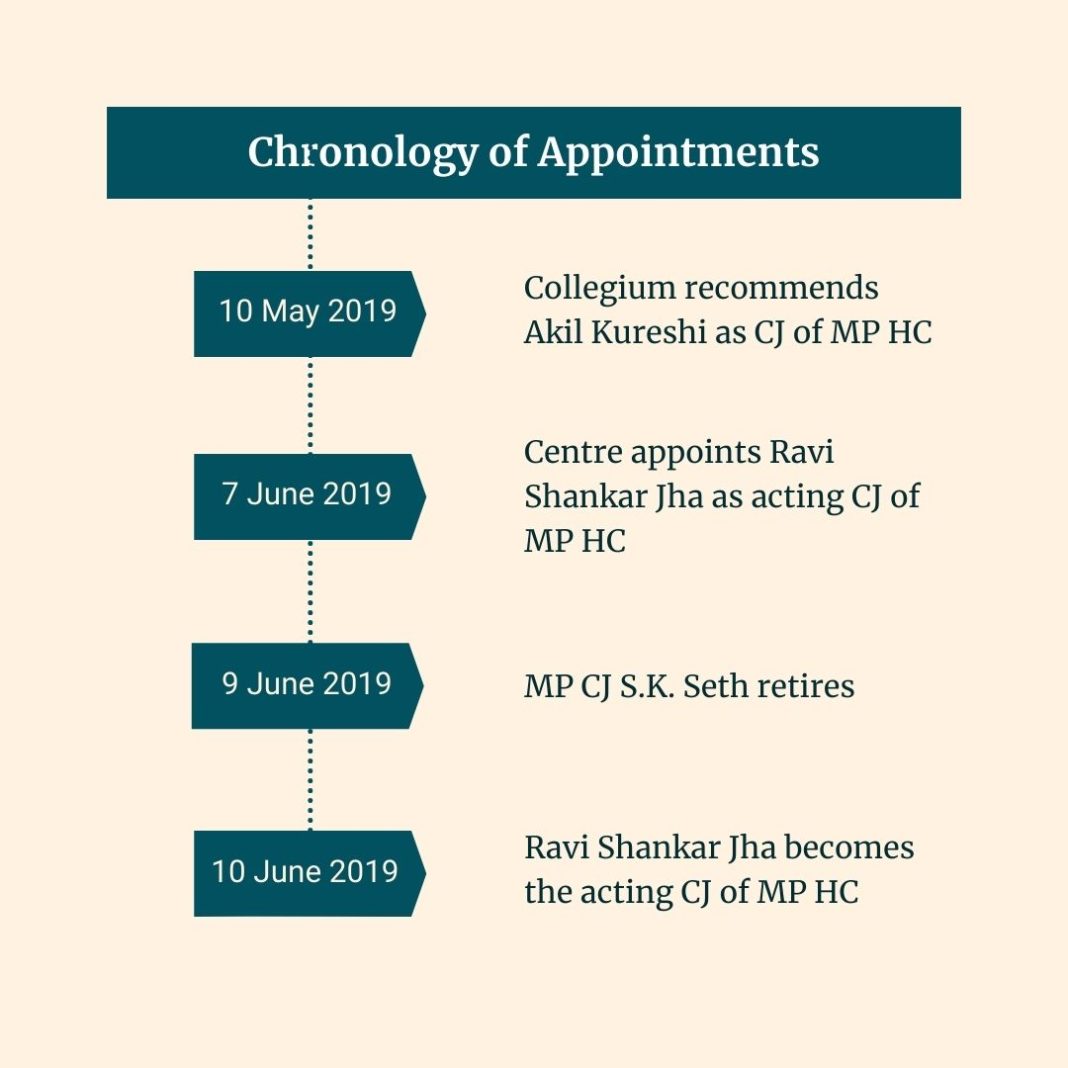 Chronology of Appointments
10 May 2019
Collegium recommends
Akil Kureshi as CJ of MP HC
7 June 2019
Centre appoints Ravi
Shankar Jha as acting CJ of
MP HC
9 June 2019
MP CJ S.K. Seth retires
10 June 2019
Ravi Shankar Jha becomes
the acting CJ of MP HC